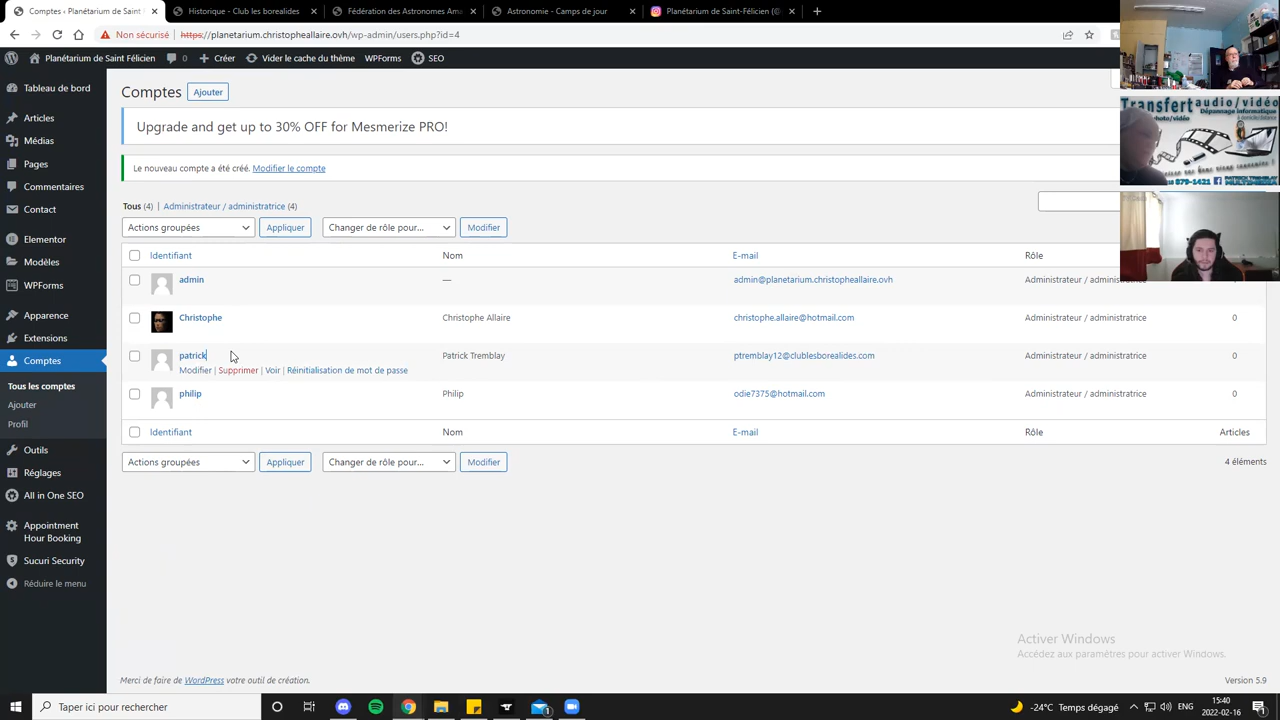 Comptes ‹ Planétarium de Saint-F
Historique - Club les borealides
Fédération des Astronomes Ama
Astronomie - Camps de jour
Planétarium de Saint-Félicien (@
Non sécurisé
https://planetarium.christopheallaire.ovh/wp-admin/users.php?id=4
Planétarium de Saint Félicien
0
Créer
Vider le cache du thème
WPForms
SEO
Tableau de bord
Articles
Médias
Pages
Commentaires
Contact
Elementor
Modèles
WPForms
Apparence
Extensions
Comptes
Tous les comptes
Ajouter
Profil
Outils
Réglages
All in One SEO
Appointment
Hour Booking
Sucuri Security
Réduire le menu
Comptes
Ajouter
Upgrade and get up to 30% OFF for Mesmerize PRO!
Le nouveau compte a été créé. Modifier le compte
Tous (4) | Administrateur / administratrice (4)
Actions groupées
Appliquer
Changer de rôle pour…
Modifier
Identifiant
Nom
E-mail
Rôle
admin
—
admin@planetarium.christopheallaire.ovh
Administrateur / administratrice
Christophe
Christophe Allaire
christophe.allaire@hotmail.com
Administrateur / administratrice
0
patrick
Patrick Tremblay
ptremblay12@clublesborealides.com
Administrateur / administratrice
0
Modifier | Supprimer | Voir | Réinitialisation de mot de passe
philip
Philip
odie7375@hotmail.com
Administrateur / administratrice
0
Identifiant
Nom
E-mail
Rôle
Articles
Actions groupées
Appliquer
Changer de rôle pour…
Modifier
4 éléments
Transfert audio/vidéo
Dépannage informatique
à domicile/distance
photo/vidéo
879-1421
Activer Windows
Accédez aux paramètres pour activer Windows.
Merci de faire de WordPress votre outil de création.
Version 5.9
Taper ici pour rechercher
-24°C Temps dégagé
ENG
15:40
2022-02-16